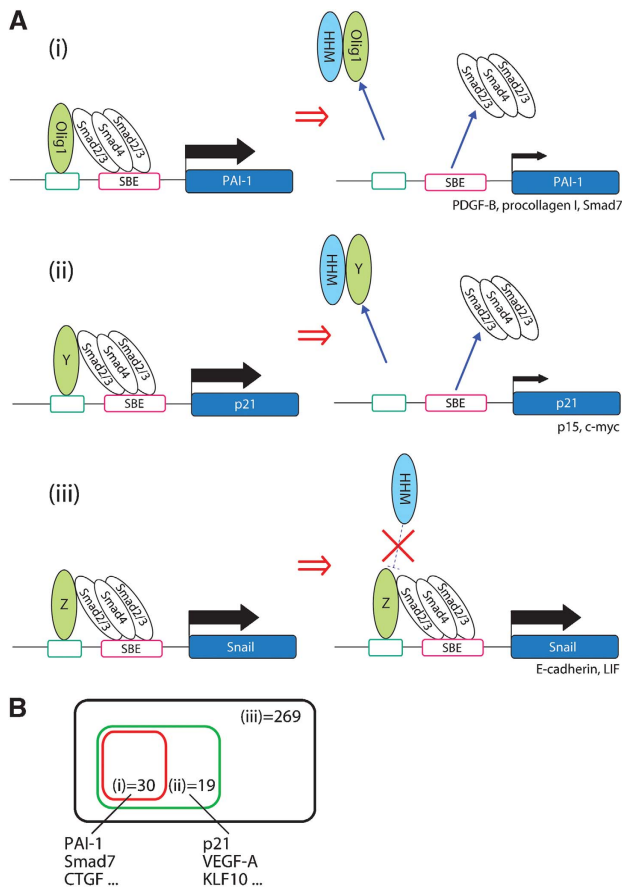 A
(i)
Olig1
Smad2/3
Smad4
Smad2/3
SBE
PAI-1
HHM
Olig1
Smad2/3
Smad4
Smad2/3
SBE
PAI-1
PDGF-B, procollagen I, Smad7
(ii)
Y
Smad2/3
Smad4
Smad2/3
SBE
p21
HHM
Y
Smad2/3
Smad4
Smad2/3
SBE
p21
p15, c-myc
(iii)
Z
Smad2/3
Smad4
Smad2/3
SBE
Snail
HHM
Z
Smad2/3
Smad4
Smad2/3
SBE
Snail
E-cadherin, LIF
B
(iii)=269
(i)=30
(ii)=19
PAI-1
Smad7
CTGF ...
p21
VEGF-A
KLF10 ...